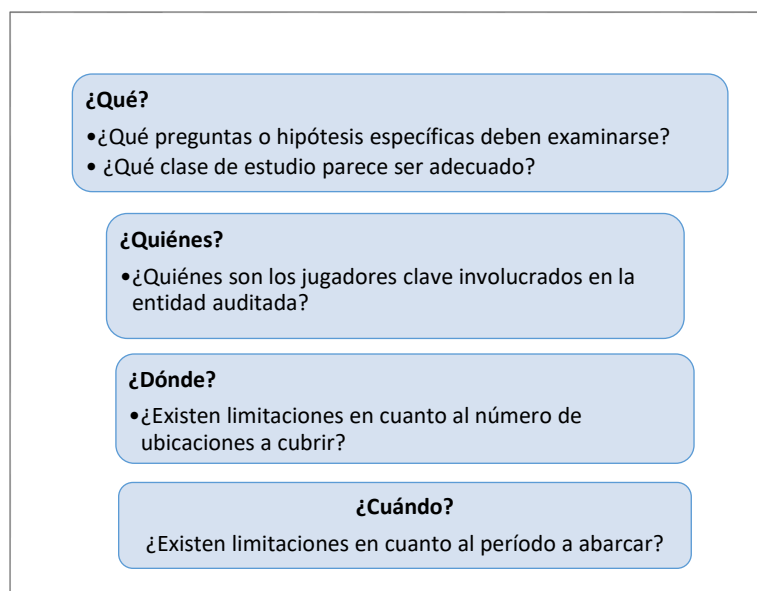 ¿Qué?
•¿Qué preguntas o hipótesis específicas deben examinarse?
• ¿Qué clase de estudio parece ser adecuado?
¿Quiénes?
•¿Quiénes son los jugadores clave involucrados en la
entidad auditada?
¿Dónde?
•¿Existen limitaciones en cuanto al número de
ubicaciones a cubrir?
¿Cuándo?
¿Existen limitaciones en cuanto al período a abarcar?